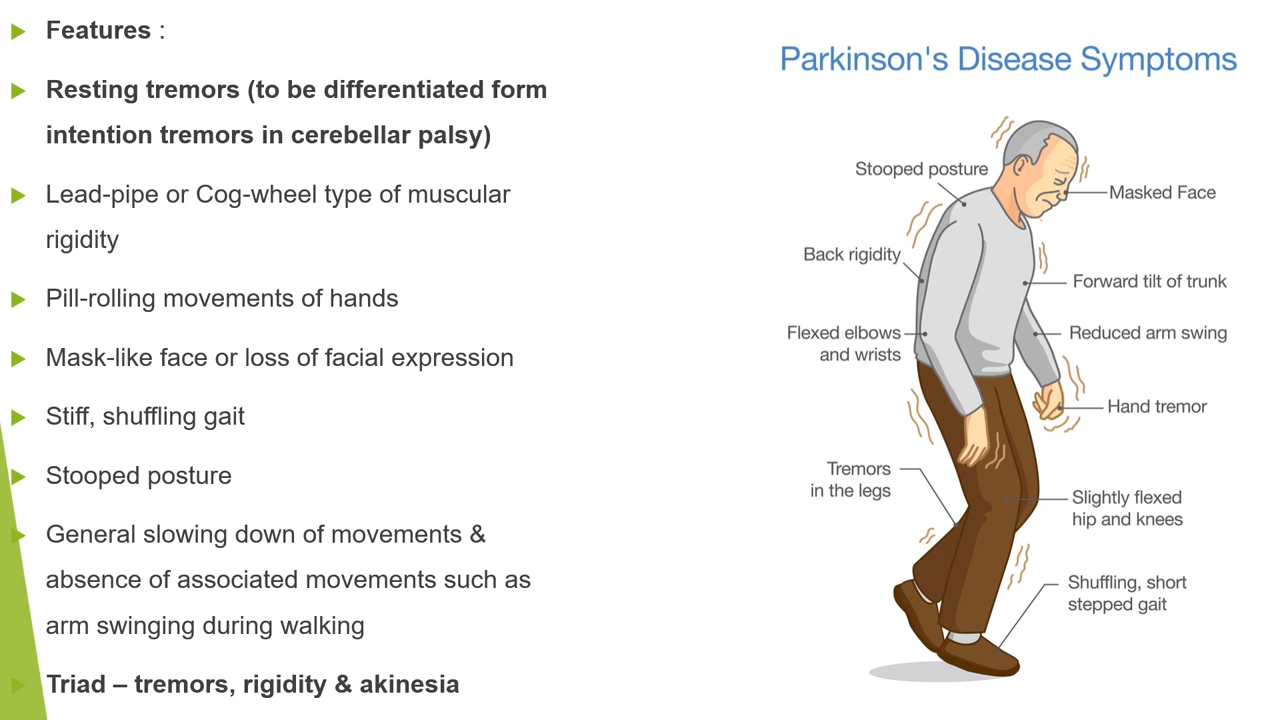 Features :
Resting tremors (to be differentiated form
intention tremors in cerebellar palsy)
Lead-pipe or Cog-wheel type of muscular
rigidity
Pill-rolling movements of hands
Mask-like face or loss of facial expression
Stiff, shuffling gait
Stooped posture
General slowing down of movements &
absence of associated movements such as
arm swinging during walking
Triad – tremors, rigidity & akinesia
Parkinson's Disease Symptoms
Stooped posture
Masked Face
Back rigidity
Forward tilt of trunk
Flexed elbows
and wrists
Reduced arm swing
Hand tremor
Tremors
in the legs
Slightly flexed
hip and knees
Shuffling, short
stepped gait